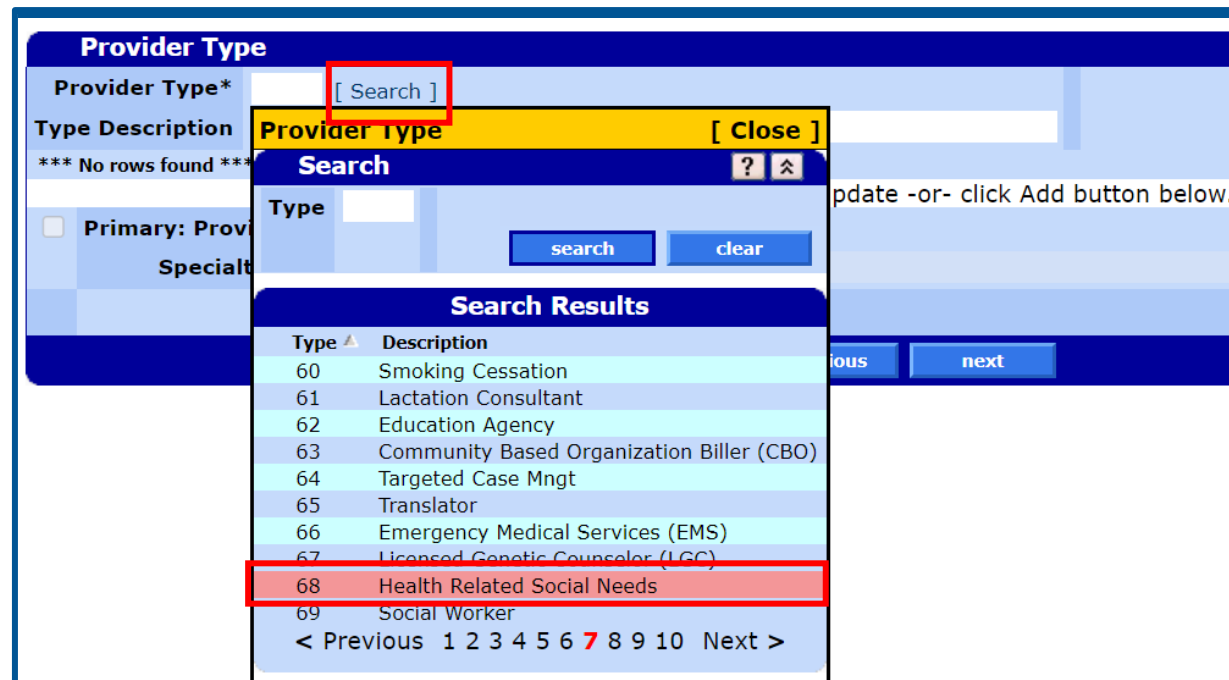 Provider Type
Provider Type* [ Search ]
Type Description
*** No rows found ***
pdate -or- click Add button below.
Primary: Provi
Specialt
ious next
Provider Type [ Close ]
Search ?
Type
search clear
Search Results
Type Description
60 Smoking Cessation
61 Lactation Consultant
62 Education Agency
63 Community Based Organization Biller (CBO)
64 Targeted Case Mngt
65 Translator
66 Emergency Medical Services (EMS)
67 Licensed Genetic Counselor (LGC)
68 Health Related Social Needs
69 Social Worker
< Previous 1 2 3 4 5 6 7 8 9 10 Next >